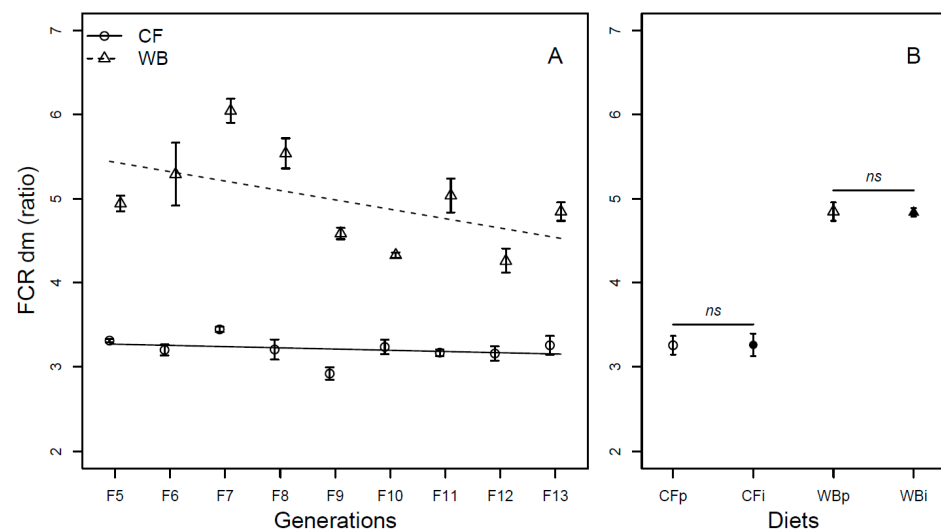 CF
WB
A
B
FCR dm (ratio)
7
6
5
4
3
2
F5 F6 F7 F8 F9 F10 F11 F12 F13
Generations
7
6
5
4
3
2
ns
ns
CFp CFi WBp WBi
Diets